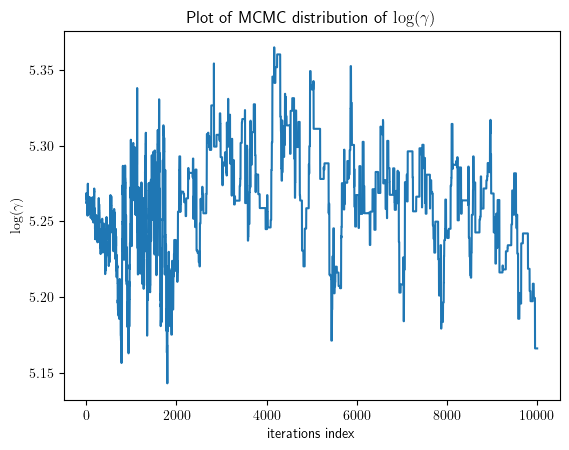 Plot of MCMC distribution of log(γ)
5.35
5.30
5.25
5.20
5.15
log(γ)
0 2000 4000 6000 8000 10000
iterations index